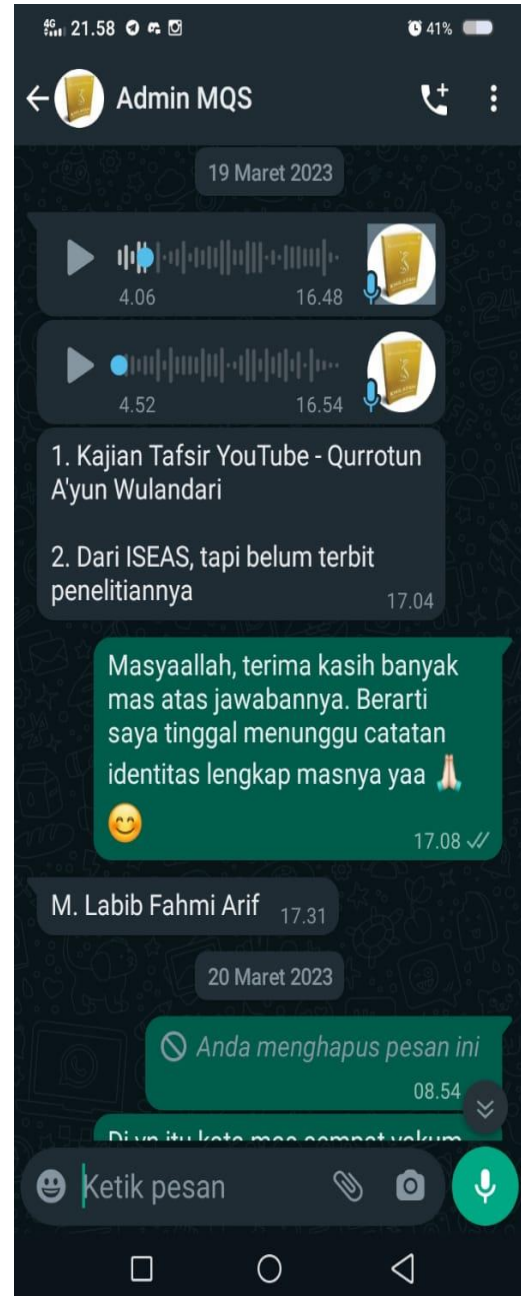 4G 21.58 41%
Admin MQS
19 Maret 2023
4.06 16.48
4.52 16.54
1. Kajian Tafsir YouTube - Qurrotun
A'yun Wulandari
2. Dari ISEAS, tapi belum terbit
penelitiannya
17.04
Masyaallah, terima kasih banyak
mas atas jawabannya. Berarti
saya tinggal menunggu catatan
identitas lengkap masnya yaa 🙏🏻
😊
17.08
M. Labib Fahmi Arif 17.31
20 Maret 2023
Anda menghapus pesan ini
08.54
Ketik pesan